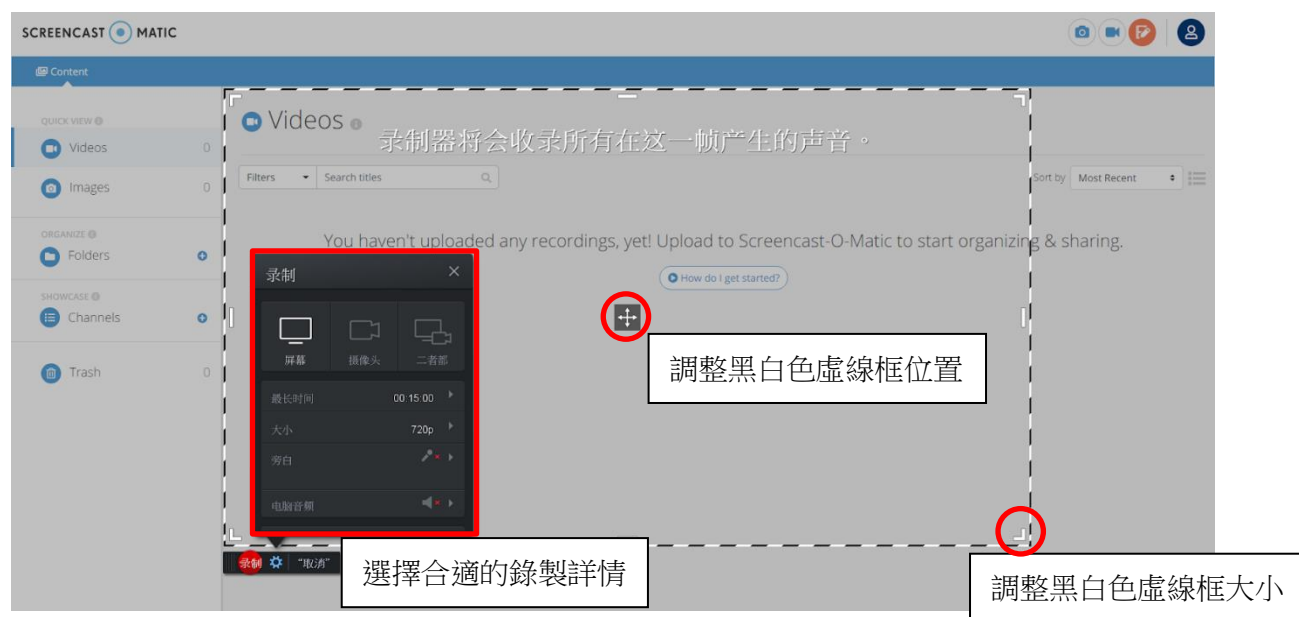 SCREENCAST MATIC
Content
QUICK VIEW
Videos 0
Images 0
ORGANIZE
Folders
SHOWCASE
Channels
Trash 0
Videos
录制器将会收录所有在这一帧产生的声音。
Filters Search titles
Sort by Most Recent
You haven't uploaded any recordings, yet! Upload to Screencast-O-Matic to start organizing & sharing.
How do I get started?
录制
屏幕 摄像头 二者都
最长时间 00:15:00
大小 720p
旁白
电脑音频
录制 "取消"
調整黑白色虛線框位置
選擇合適的錄製詳情
調整黑白色虛線框大小